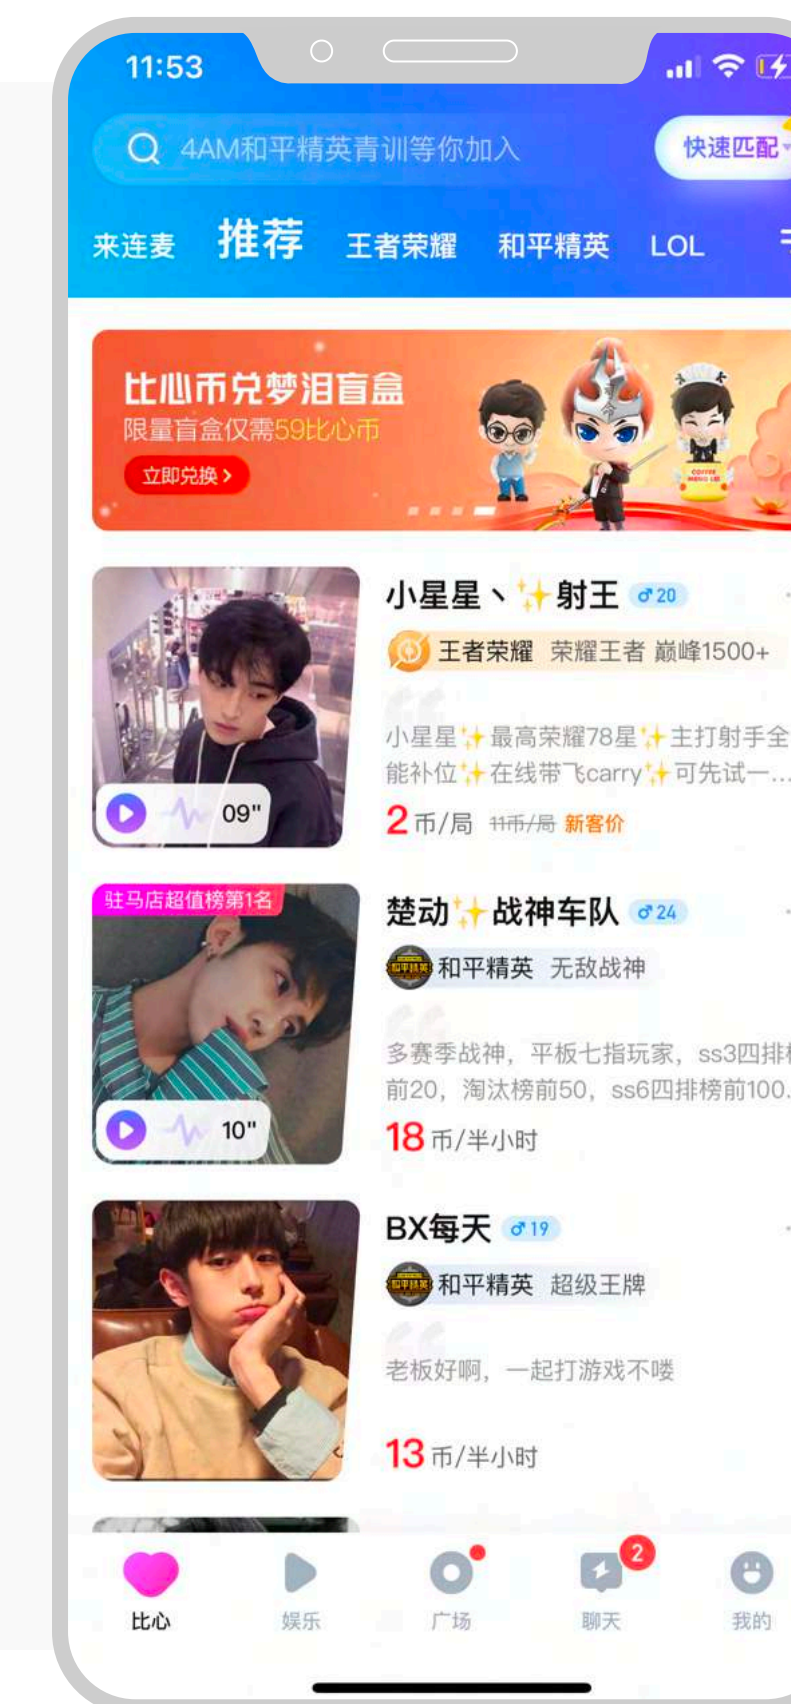 11:53
4AM和平精英青训等你加入
快速匹配
来连麦 推荐 王者荣耀 和平精英 LOL
比心币兑梦泪盲盒
限量盲盒仅需59比心币
立即兑换 >
COFFEE
MENG LEI
小星星丶✨射王 ♂20
王者荣耀 荣耀王者 巅峰1500+
小星星✨最高荣耀78星✨主打射手全
能补位✨在线带飞carry✨可先试一...
09"
2币/局 11币/局 新客价
驻马店超值榜第1名
楚动✨战神车队 ♂24
和平精英 无敌战神
多赛季战神，平板七指玩家，ss3四排
前20，淘汰榜前50，ss6四排榜前100.
10"
18币/半小时
BX每天 ♂19
和平精英 超级王牌
老板好啊，一起打游戏不喽
13币/半小时
2
比心 娱乐 广场 聊天 我的